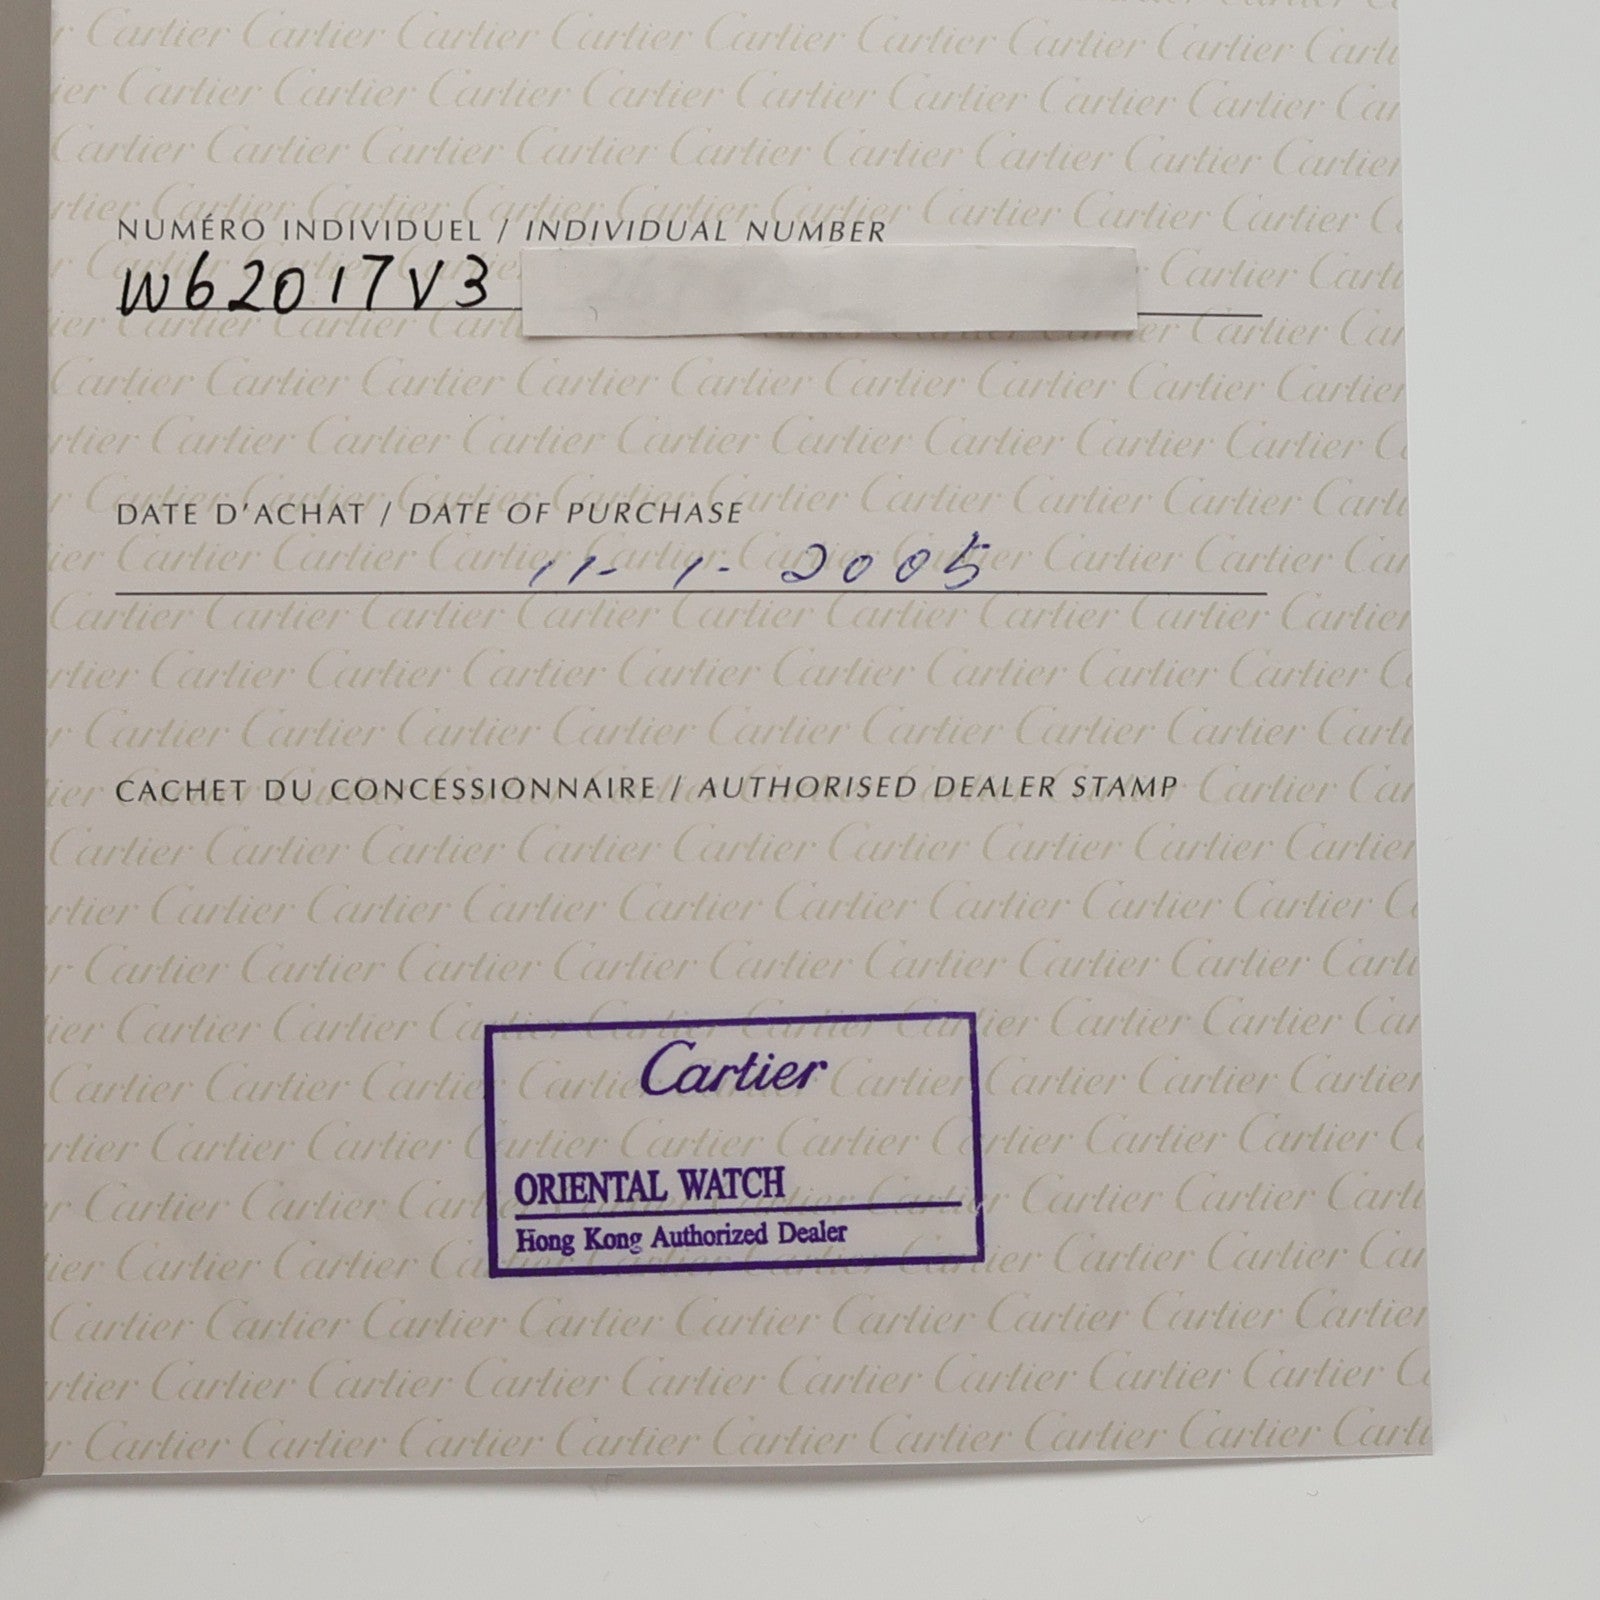 NUMÉRO INDIVIDUEL / INDIVIDUAL NUMBER
W62017V3
DATE D'ACHAT / DATE OF PURCHASE
11-1-2005
CACHET DU CONCESSIONNAIRE / AUTHORISED DEALER STAMP
Cartier
ORIENTAL WATCH
Hong Kong Authorized Dealer